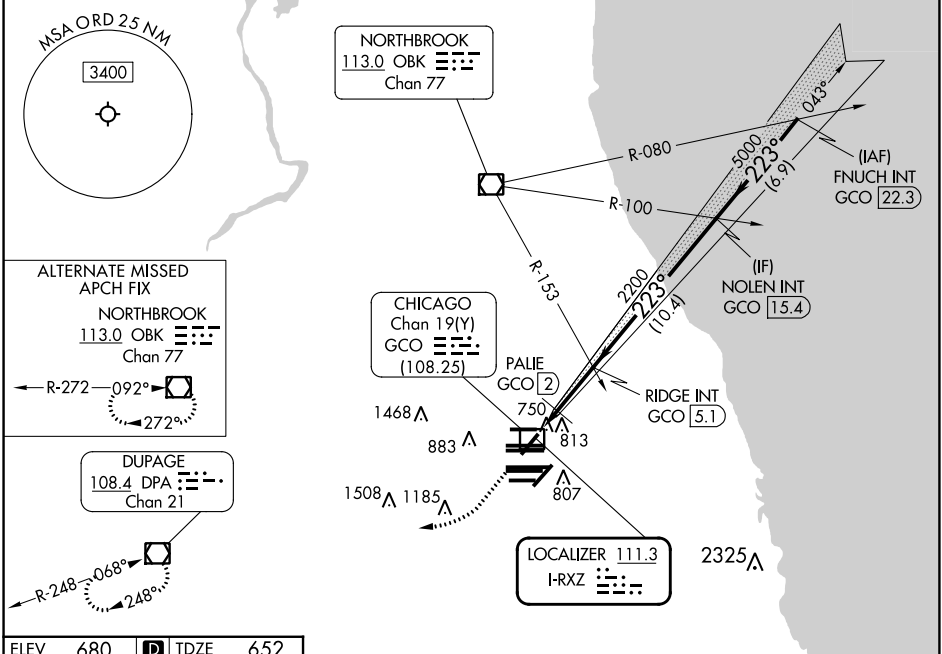 MSA ORD 25 NM
3400
NORTHBROOK
113.0 OBK
Chan 77
R-080
R-100
R-153
043°
5000
223°
(6.9)
(IAF)
FNUCH INT
GCO 22.3
(IF)
NOLEN INT
GCO 15.4
2200
223°
(10.4)
RIDGE INT
GCO 5.1
ALTERNATE MISSED
APCH FIX
NORTHBROOK
113.0 OBK
Chan 77
R-272 092°
272°
CHICAGO
Chan 19(Y)
GCO
(108.25)
PALIE
GCO 2
750
813
1468
883
1508
1185
807
DUPAGE
108.4 DPA
Chan 21
R-248 068°
248°
LOCALIZER 111.3
I-RXZ
2325
ELEV 680 D TDZE 652